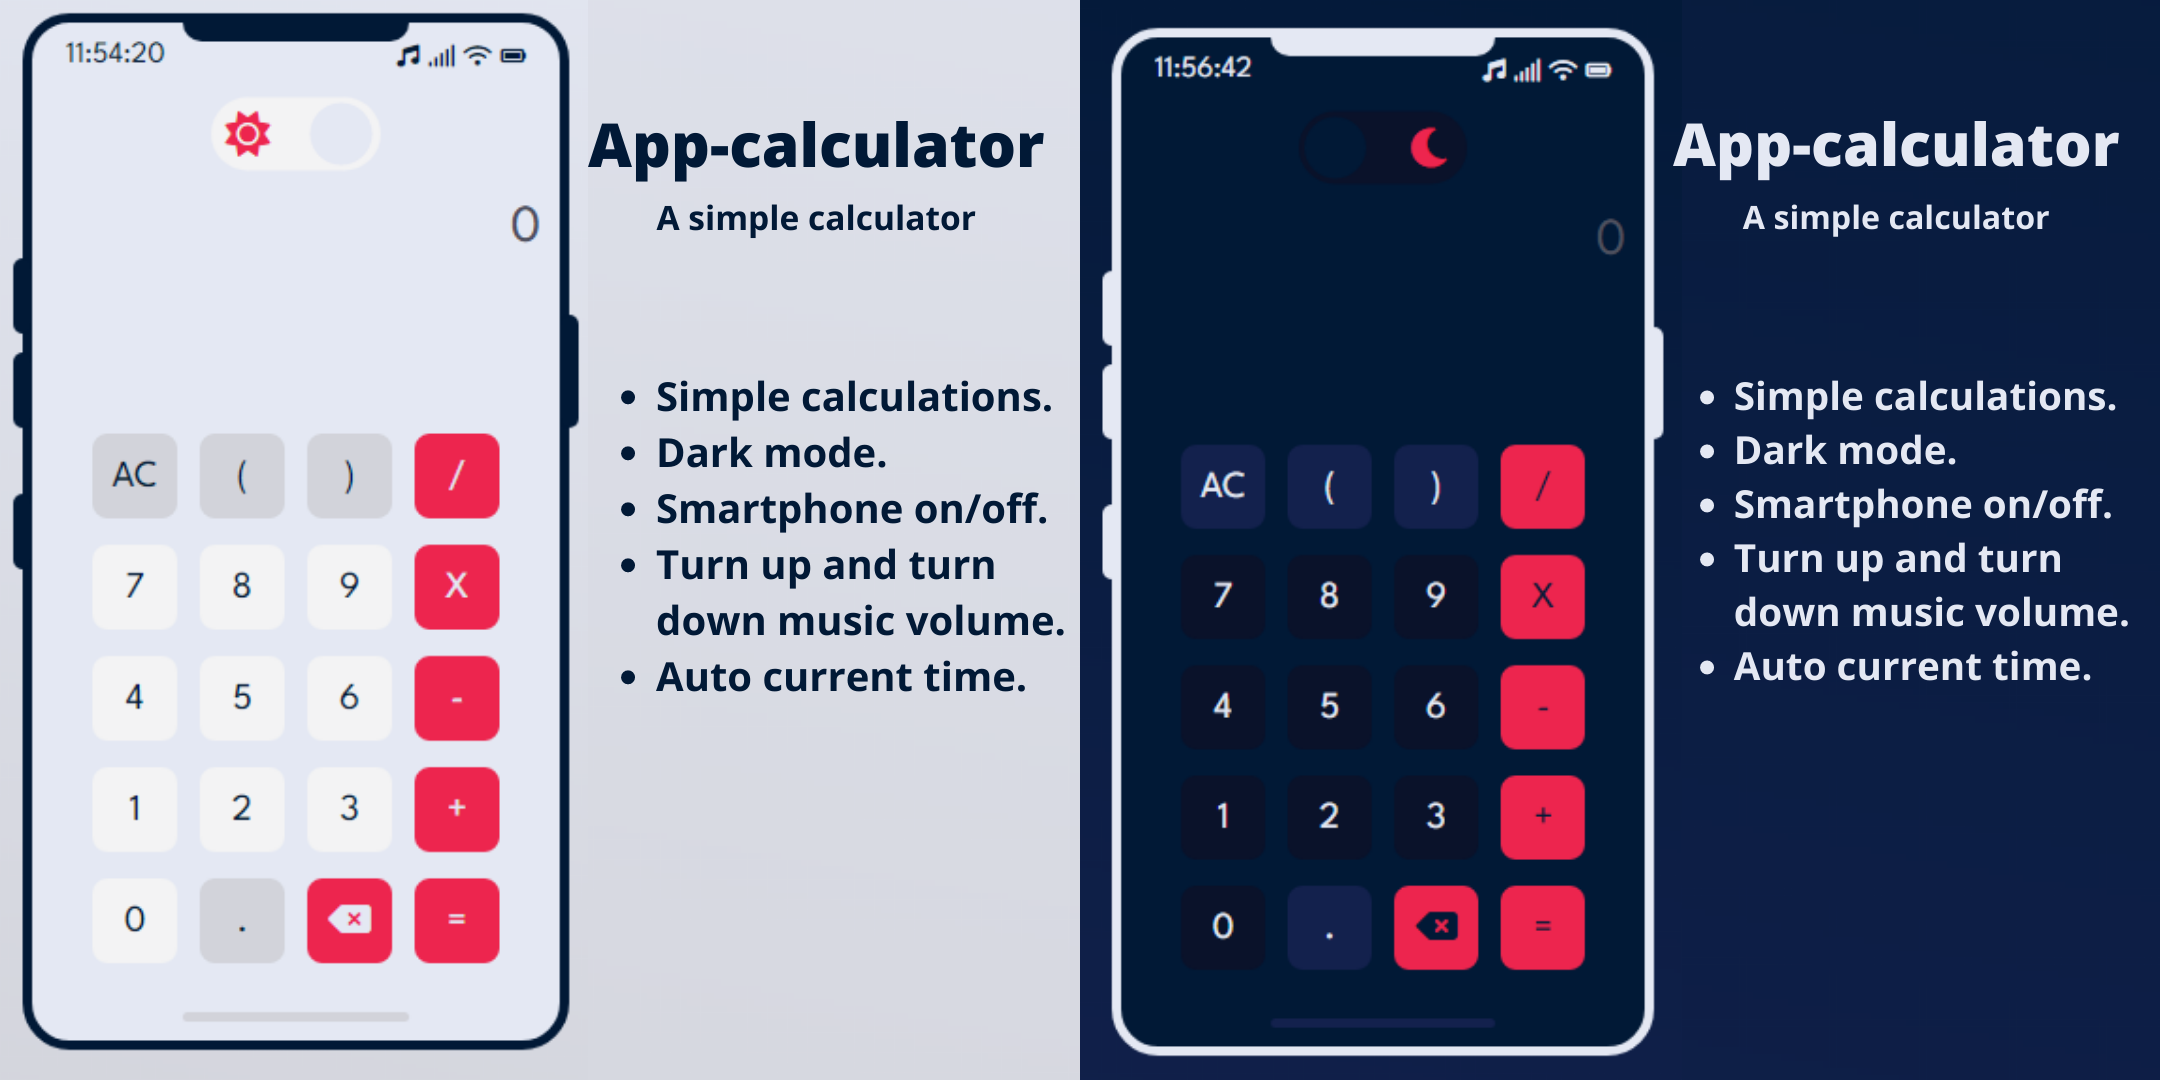 11:54:20
0
AC ( ) /
7 8 9 X
4 5 6 -
1 2 3 +
0 . =
App-calculator
A simple calculator
• Simple calculations.
• Dark mode.
• Smartphone on/off.
• Turn up and turn
down music volume.
• Auto current time.
11:56:42
0
AC ( ) /
7 8 9 X
4 5 6 -
1 2 3 +
0 . =
App-calculator
A simple calculator
• Simple calculations.
• Dark mode.
• Smartphone on/off.
• Turn up and turn
down music volume.
• Auto current time.